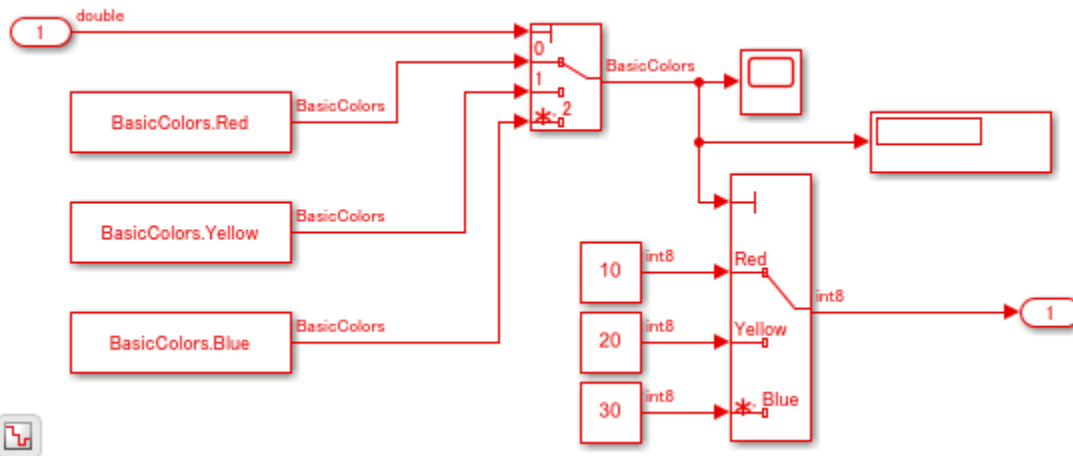 double
1
0
BasicColors
1
BasicColors
BasicColors.Red
*, 2
BasicColors
BasicColors.Yellow
10
int8
Red
int8
1
BasicColors
BasicColors.Blue
20
int8
Yellow
30
int8
*, Blue